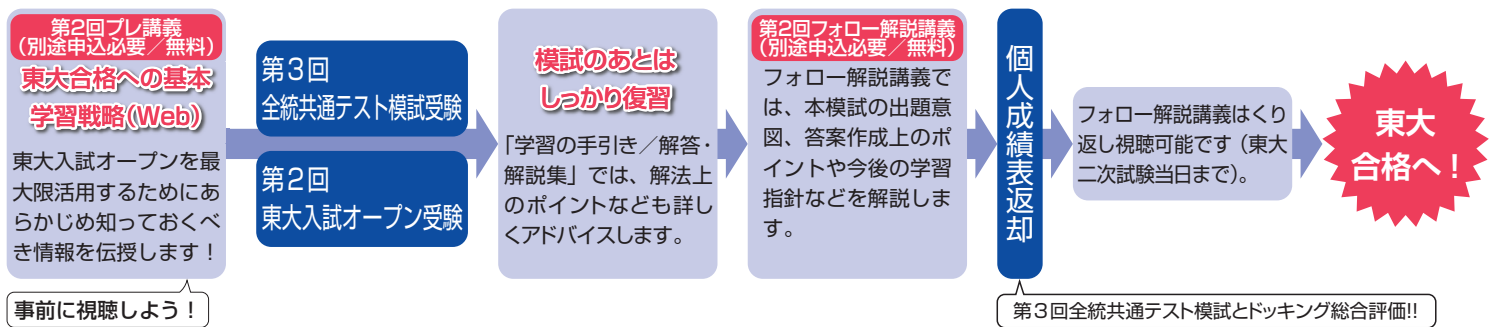 第2回プレ講義
（別途申込必要／無料）
東大合格への基本
学習戦略（Web）
東大入試オープンを最
大限活用するためにあ
らかじめ知っておくべ
き情報を伝授します！
事前に視聴しよう！
第3回
全統共通テスト模試受験
第2回
東大入試オープン受験
模試のあとは
しっかり復習
「学習の手引き／解答・
解説集」では、解法上
のポイントなども詳し
くアドバイスします。
第2回フォロー解説講義
（別途申込必要／無料）
フォロー解説講義で
は、本模試の出題意
図、答案作成上のポ
イントや今後の学習
指針などを解説しま
す。
個人成績表返却
第3回全統共通テスト模試とドッキング総合評価!!
フォロー解説講義はくり
返し視聴可能です（東大
二次試験当日まで）。
東大
合格へ！